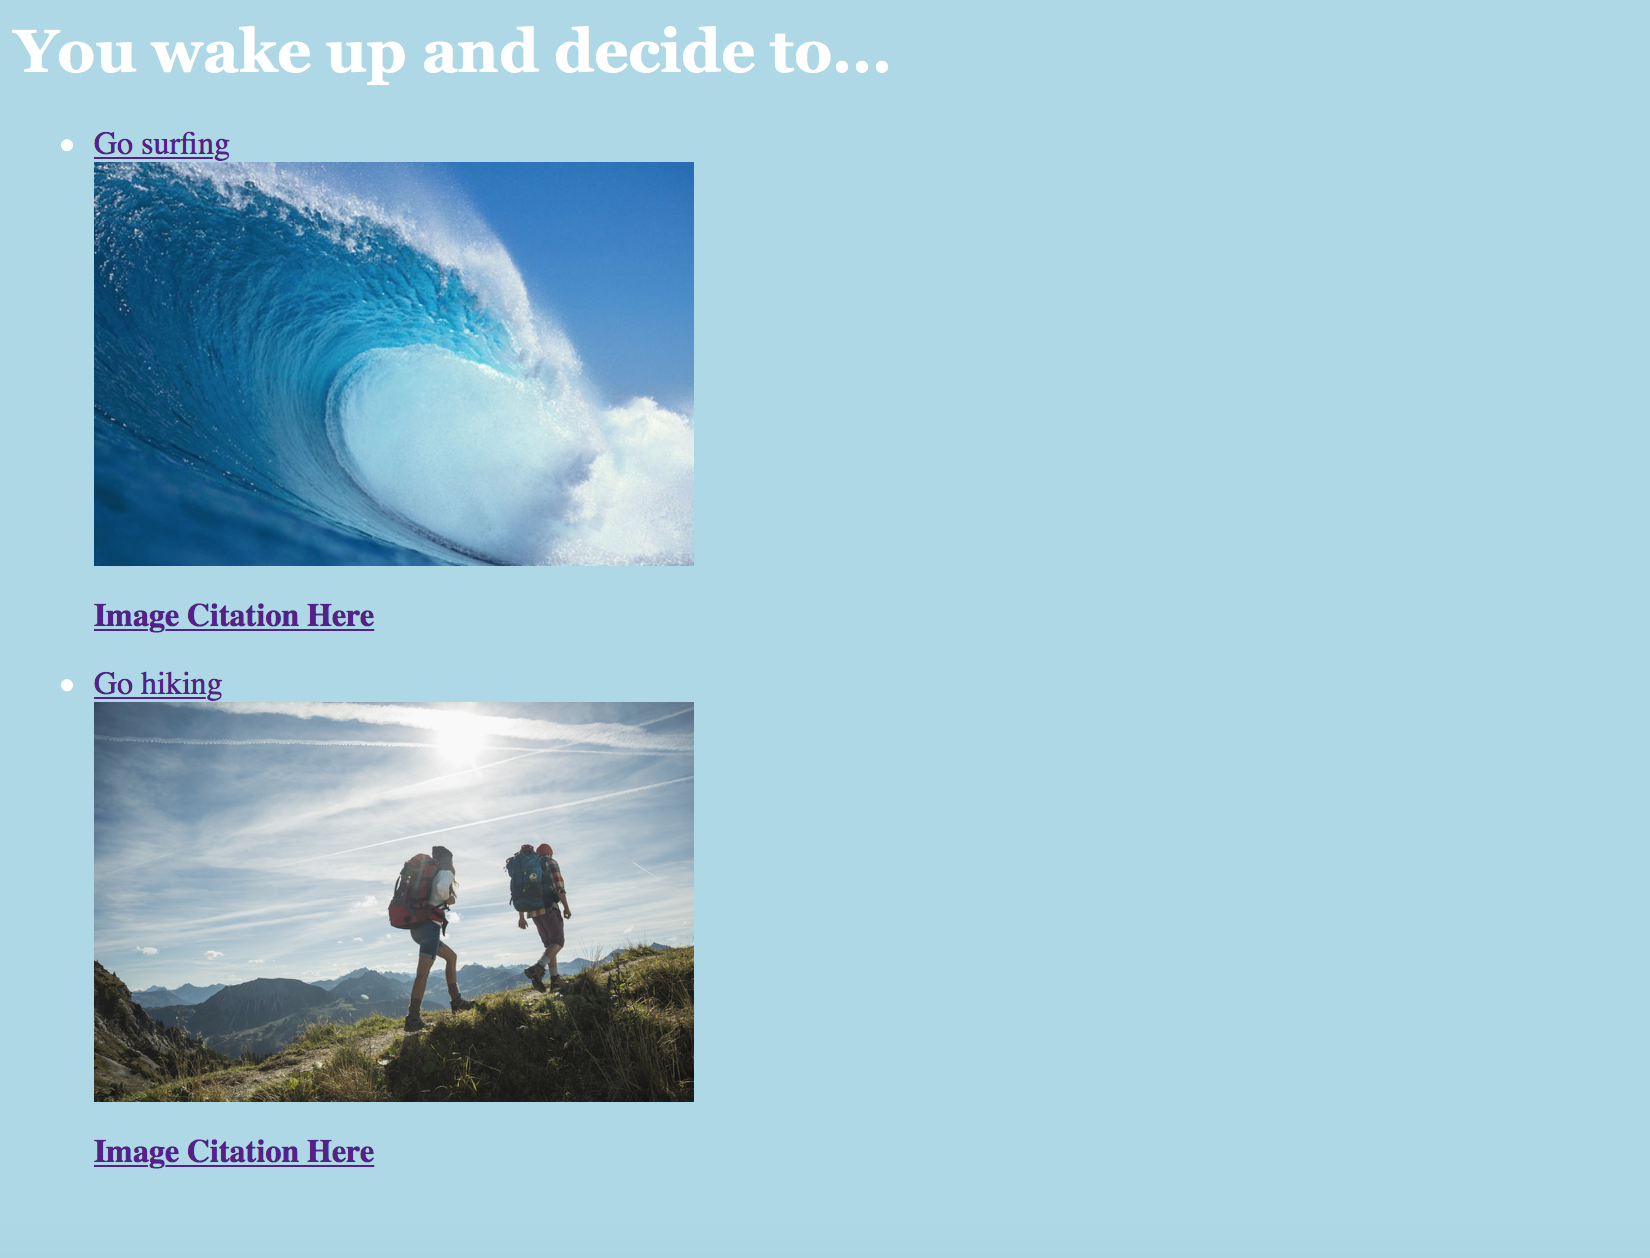 You wake up and decide to...
Go surfing
Image Citation Here
Go hiking
Image Citation Here